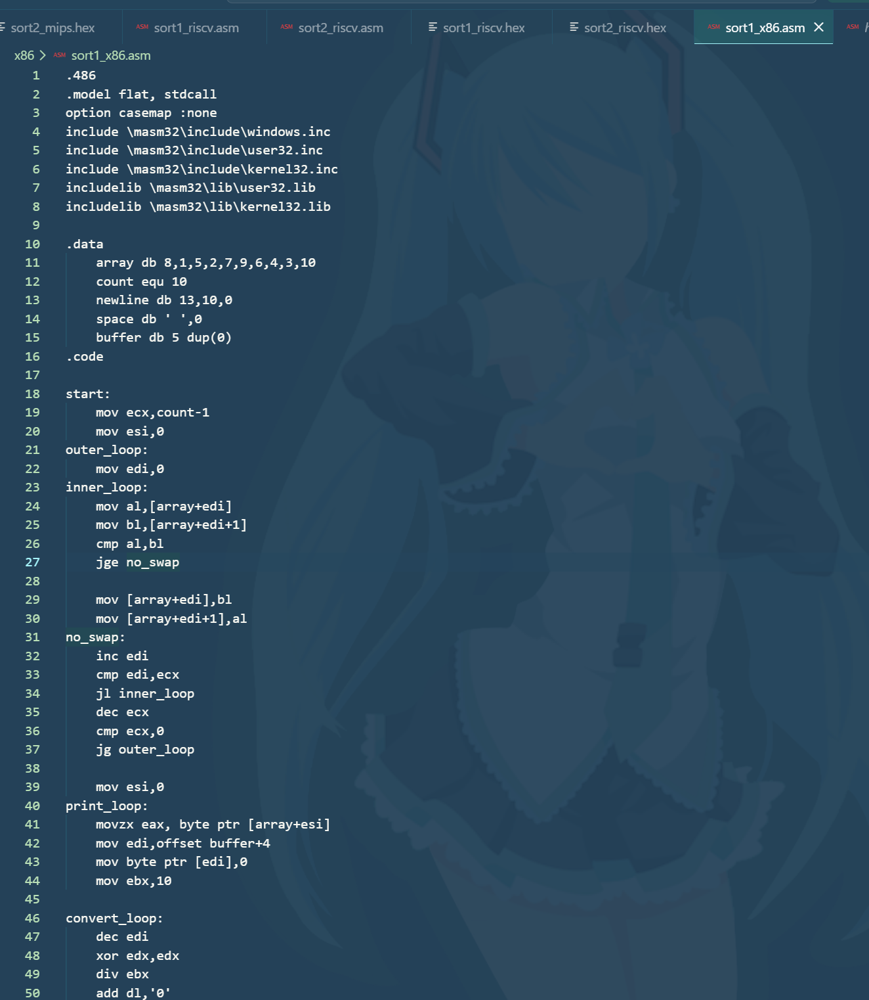 sort2_mips.hex
ASM sort1_riscv.asm
ASM sort2_riscv.asm
sort1_riscv.hex
sort2_riscv.hex
ASM sort1_x86.asm
ASM
x86 > ASM sort1_x86.asm
1 .486
2 .model flat, stdcall
3 option casemap :none
4 include \masm32\include\windows.inc
5 include \masm32\include\user32.inc
6 include \masm32\include\kernel32.inc
7 includelib \masm32\lib\user32.lib
8 includelib \masm32\lib\kernel32.lib
9
10 .data
11 array db 8,1,5,2,7,9,6,4,3,10
12 count equ 10
13 newline db 13,10,0
14 space db ' ',0
15 buffer db 5 dup(0)
16 .code
17
18 start:
19 mov ecx,count-1
20 mov esi,0
21 outer_loop:
22 mov edi,0
23 inner_loop:
24 mov al,[array+edi]
25 mov bl,[array+edi+1]
26 cmp al,bl
27 jge no_swap
28
29 mov [array+edi],bl
30 mov [array+edi+1],al
31 no_swap:
32 inc edi
33 cmp edi,ecx
34 jl inner_loop
35 dec ecx
36 cmp ecx,0
37 jg outer_loop
38
39 mov esi,0
40 print_loop:
41 movzx eax, byte ptr [array+esi]
42 mov edi,offset buffer+4
43 mov byte ptr [edi],0
44 mov ebx,10
45
46 convert_loop:
47 dec edi
48 xor edx,edx
49 div ebx
50 add dl,'0'